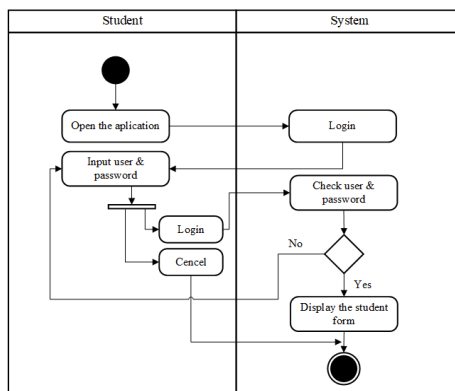 Student
System
Open the aplication
Login
Input user &
password
Check user &
password
Login
No
Cencel
Yes
Display the student
form